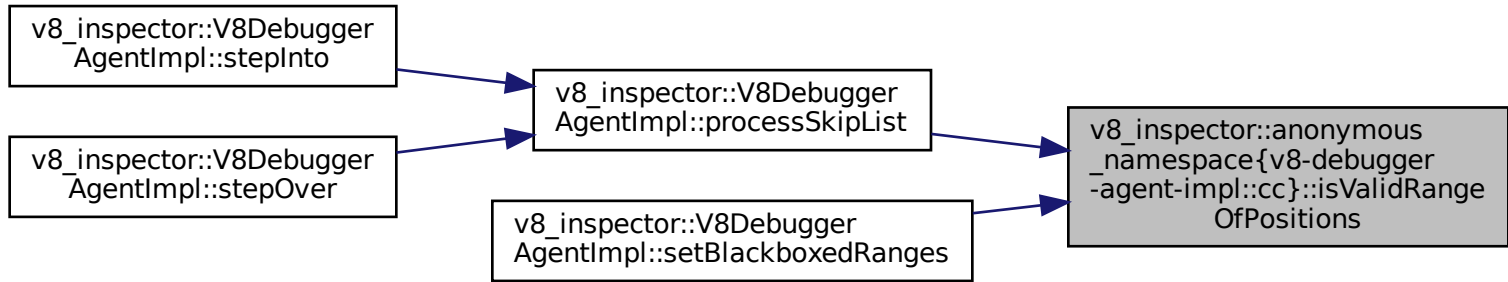 v8_inspector::V8Debugger
AgentImpl::stepInto
v8_inspector::V8Debugger
AgentImpl::stepOver
v8_inspector::V8Debugger
AgentImpl::processSkipList
v8_inspector::V8Debugger
AgentImpl::setBlackboxedRanges
v8_inspector::anonymous
_namespace{v8-debugger
-agent-impl::cc}::isValidRange
OfPositions